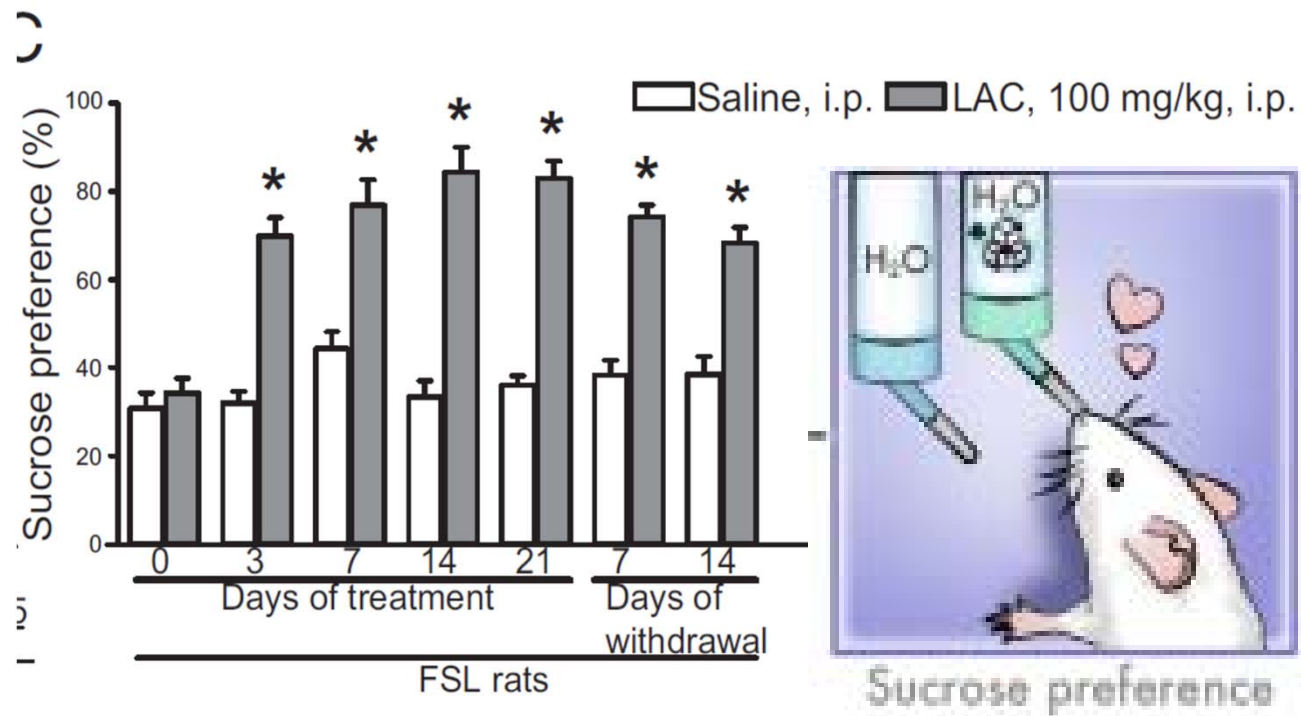 C
Saline, i.p. LAC, 100 mg/kg, i.p.
Sucrose preference (%)
100
80
60
40
20
0
* * * * * *
0 3 7 14 21 7 14
Days of treatment
Days of
withdrawal
FSL rats
H₂O
H₂O
Sucrose preference